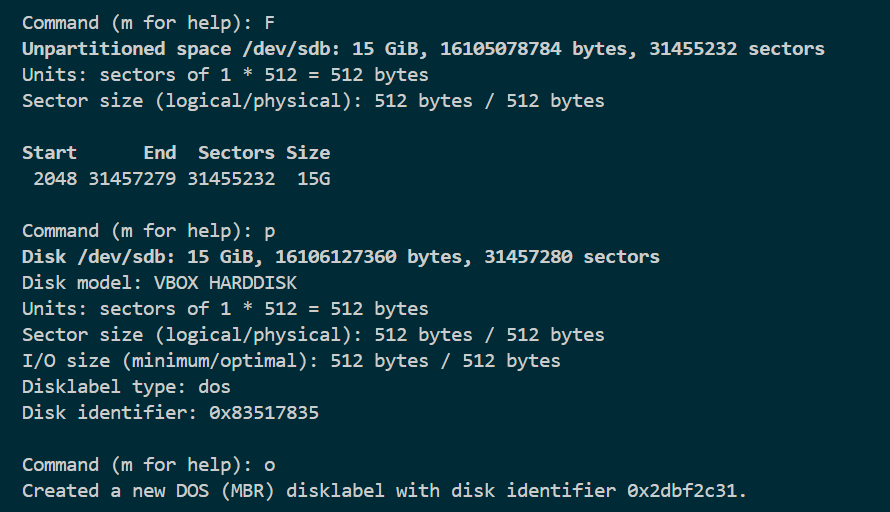 Command (m for help): F
Unpartitioned space /dev/sdb: 15 GiB, 16105078784 bytes, 31455232 sectors
Units: sectors of 1 * 512 = 512 bytes
Sector size (logical/physical): 512 bytes / 512 bytes
Start      End  Sectors Size
 2048 31457279 31455232  15G
Command (m for help): p
Disk /dev/sdb: 15 GiB, 16106127360 bytes, 31457280 sectors
Disk model: VBOX HARDDISK
Units: sectors of 1 * 512 = 512 bytes
Sector size (logical/physical): 512 bytes / 512 bytes
I/O size (minimum/optimal): 512 bytes / 512 bytes
Disklabel type: dos
Disk identifier: 0x83517835
Command (m for help): o
Created a new DOS (MBR) disklabel with disk identifier 0x2dbf2c31.